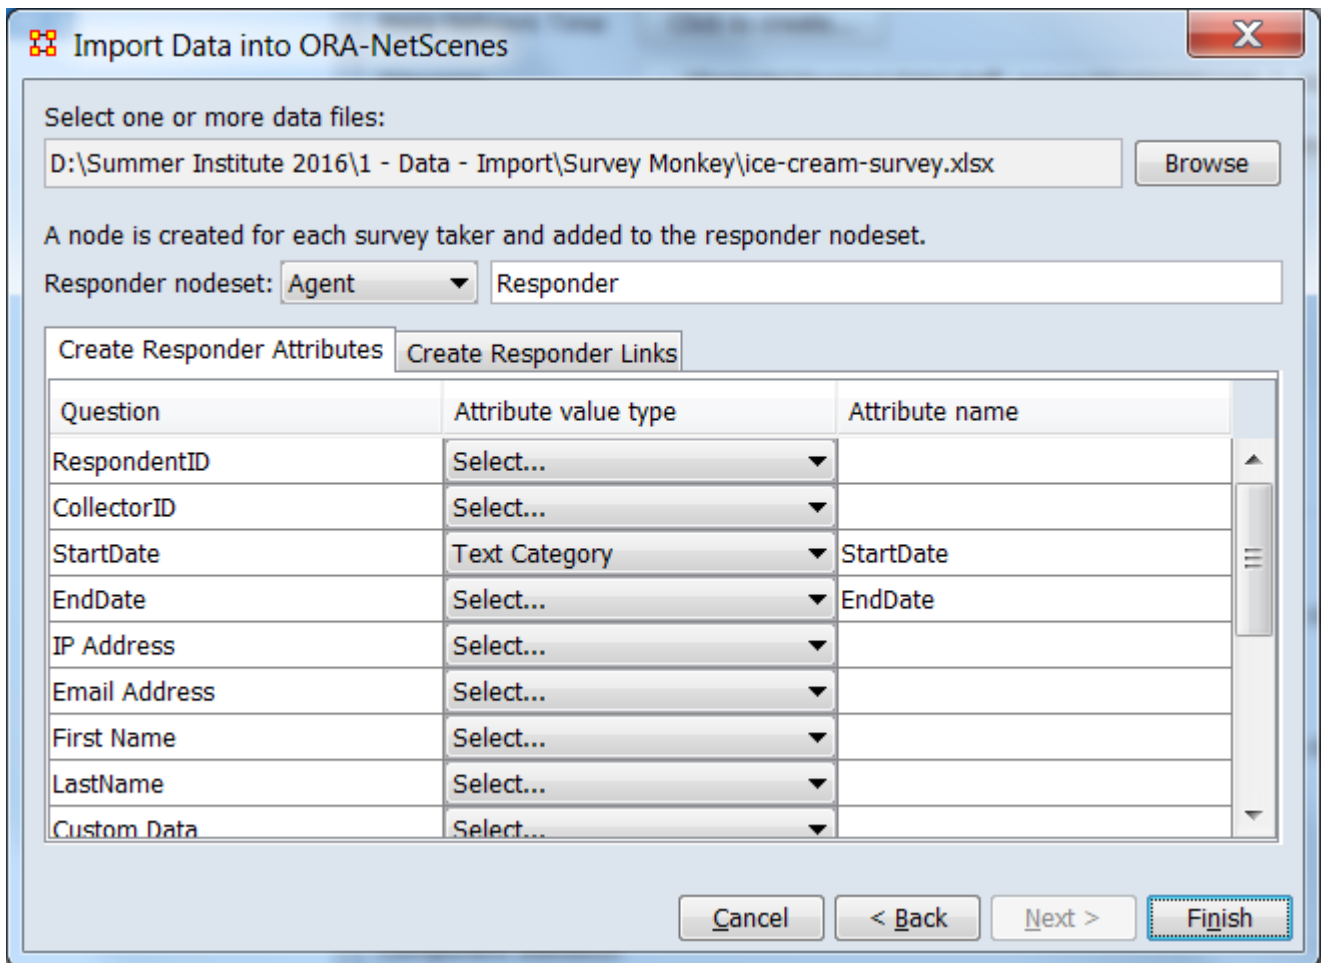 Import Data into ORA-NetScenes
Select one or more data files:
D:\Summer Institute 2016\1 - Data - Import\Survey Monkey\ice-cream-survey.xlsx Browse
A node is created for each survey taker and added to the responder nodeset.
Responder nodeset: Agent Responder
Create Responder Attributes Create Responder Links
Question Attribute value type Attribute name
RespondentID Select...
CollectorID Select...
StartDate Text Category StartDate
EndDate Select... EndDate
IP Address Select...
Email Address Select...
First Name Select...
LastName Select...
Custom Data Select...
Cancel < Back Next > Finish